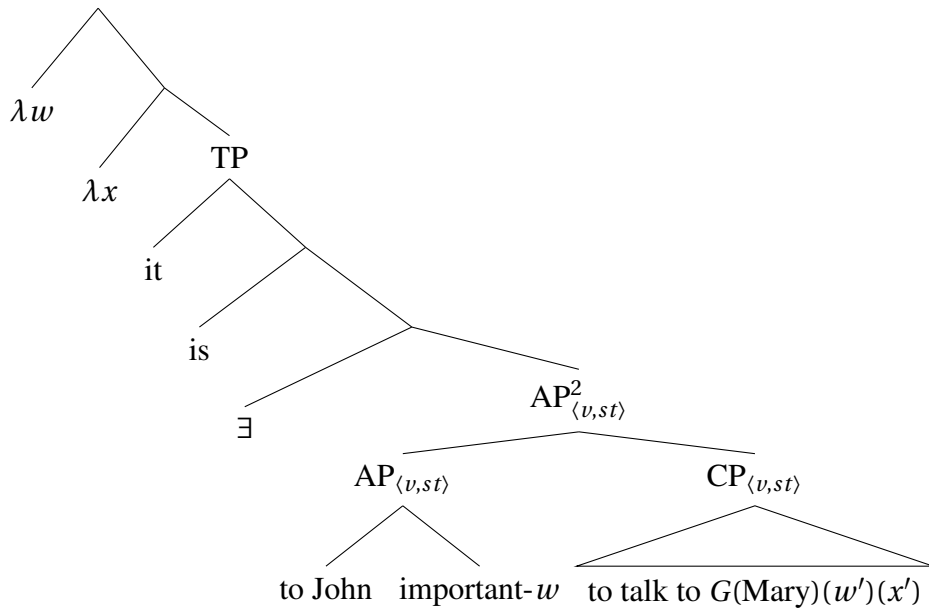 λw
λx
TP
it
is
∃
AP²⟨v,st⟩
AP⟨v,st⟩ CP⟨v,st⟩
to John important-w to talk to G(Mary)(w′)(x′)